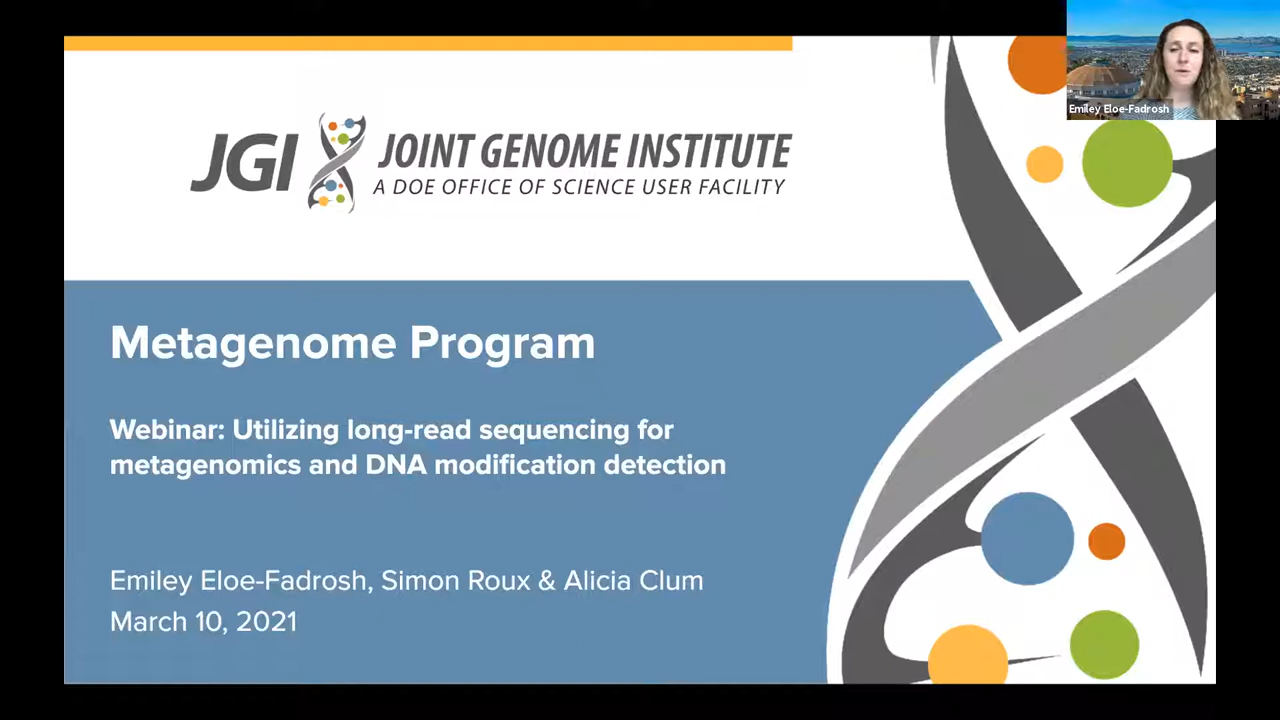 JGI JOINT GENOME INSTITUTE
A DOE OFFICE OF SCIENCE USER FACILITY
Emiley Eloe-Fadrosh
Metagenome Program
Webinar: Utilizing long-read sequencing for
metagenomics and DNA modification detection
Emiley Eloe-Fadrosh, Simon Roux & Alicia Clum
March 10, 2021